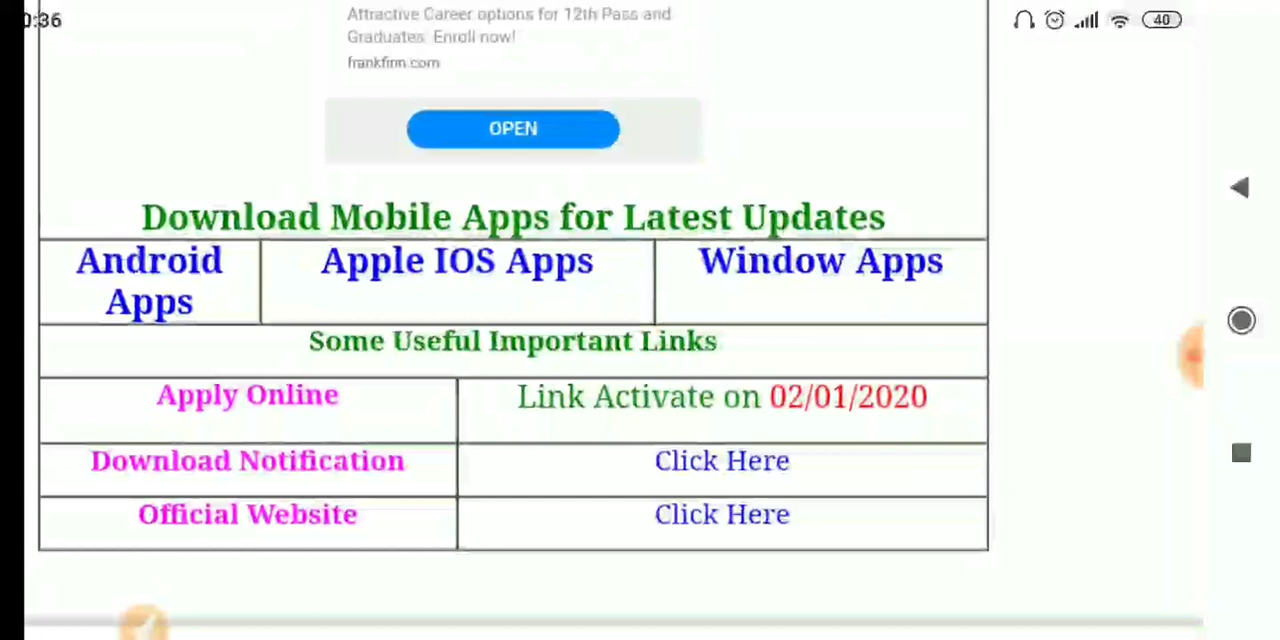 0:36
40
Attractive Career options for 12th Pass and
Graduates. Enroll now!
frankfirm.com
OPEN
Download Mobile Apps for Latest Updates
Android Apps
Apple IOS Apps
Window Apps
Some Useful Important Links
Apply Online
Link Activate on 02/01/2020
Download Notification
Click Here
Official Website
Click Here